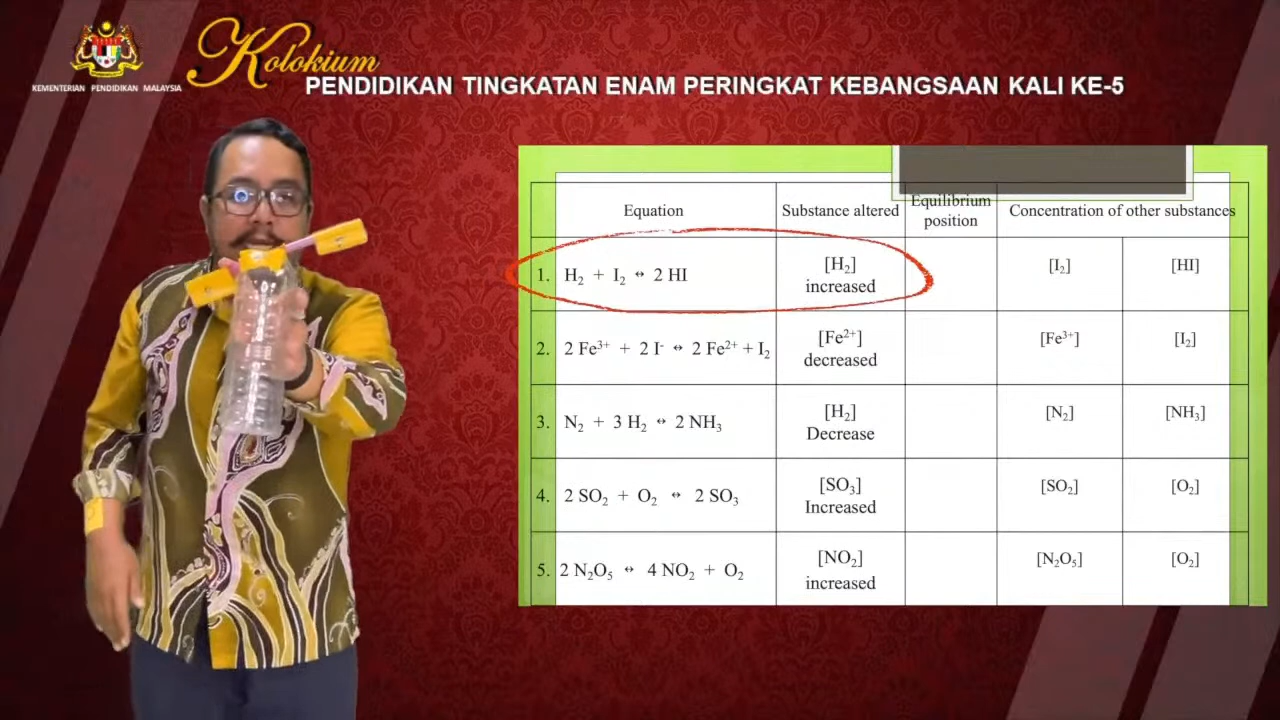 Kolokium
KEMENTERIAN PENDIDIKAN MALAYSIA
PENDIDIKAN TINGKATAN ENAM PERINGKAT KEBANGSAAN KALI KE-5
Equation
Substance altered
Equilibrium
position
Concentration of other substances
1. H₂ + I₂ ↔ 2 HI
[H₂]
increased
[I₂]
[HI]
2. 2 Fe³⁺ + 2 I⁻ ↔ 2 Fe²⁺ + I₂
[Fe²⁺]
decreased
[Fe³⁺]
[I₂]
3. N₂ + 3 H₂ ↔ 2 NH₃
[H₂]
Decrease
[N₂]
[NH₃]
4. 2 SO₂ + O₂ ↔ 2 SO₃
[SO₃]
Increased
[SO₂]
[O₂]
5. 2 N₂O₅ ↔ 4 NO₂ + O₂
[NO₂]
increased
[N₂O₅]
[O₂]